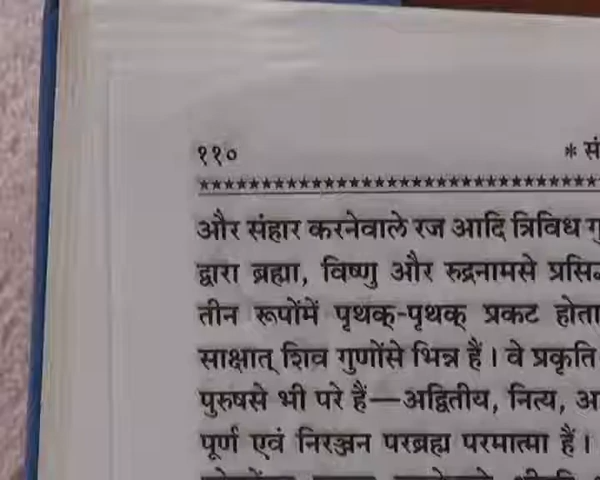 ११० * सं
और संहार करनेवाले रज आदि त्रिविध
द्वारा ब्रह्मा, विष्णु और रुद्रनामसे
तीन रूपोंमें पृथक्-पृथक् प्रकट होता
साक्षात् शिव गुणोंसे भिन्न हैं। वे प्रकृति
पुरुषसे भी परे हैं—अद्वितीय, नित्य,
पूर्ण एवं निरञ्जन परब्रह्म परमात्मा हैं।